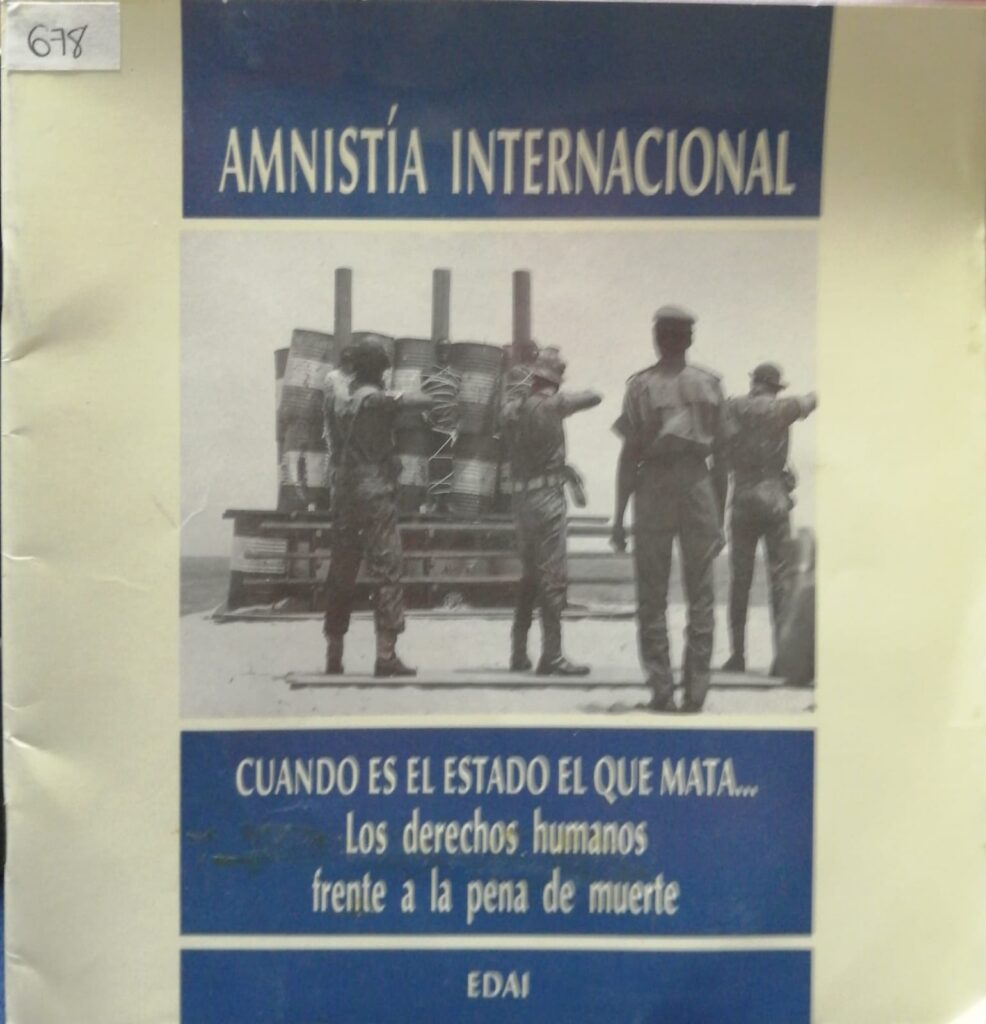 678
AMNISTÍA INTERNACIONAL
CUANDO ES EL ESTADO EL QUE MATA...
Los derechos humanos
frente a la pena de muerte
EDAI